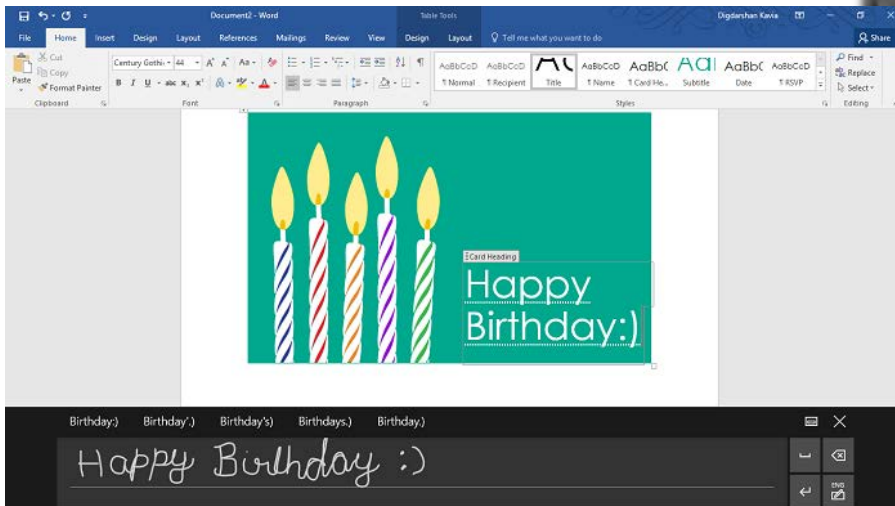 Document2 - Word
Table Tools
Digdarshan Kavia
File Home Insert Design Layout References Mailings Review View Design Layout Tell me what you want to do
Share
Paste
Cut
Copy
Format Painter
Century Gothi 44
A A Aa
B I U abc x, x² A A
AaBbCcD AaBbCcD AaBbCcD AaBbC AaBbC AaBbCcD
¶ Normal ¶ Recipient Title ¶ Name ¶ Card He... Subtitle Date ¶ RSVP
Find
Replace
Select
Clipboard Font Paragraph Styles Editing
Card Heading
Happy
Birthday:)
Birthday:) Birthday'.) Birthday's) Birthdays.) Birthday.)
Happy Birthday :)
ENG